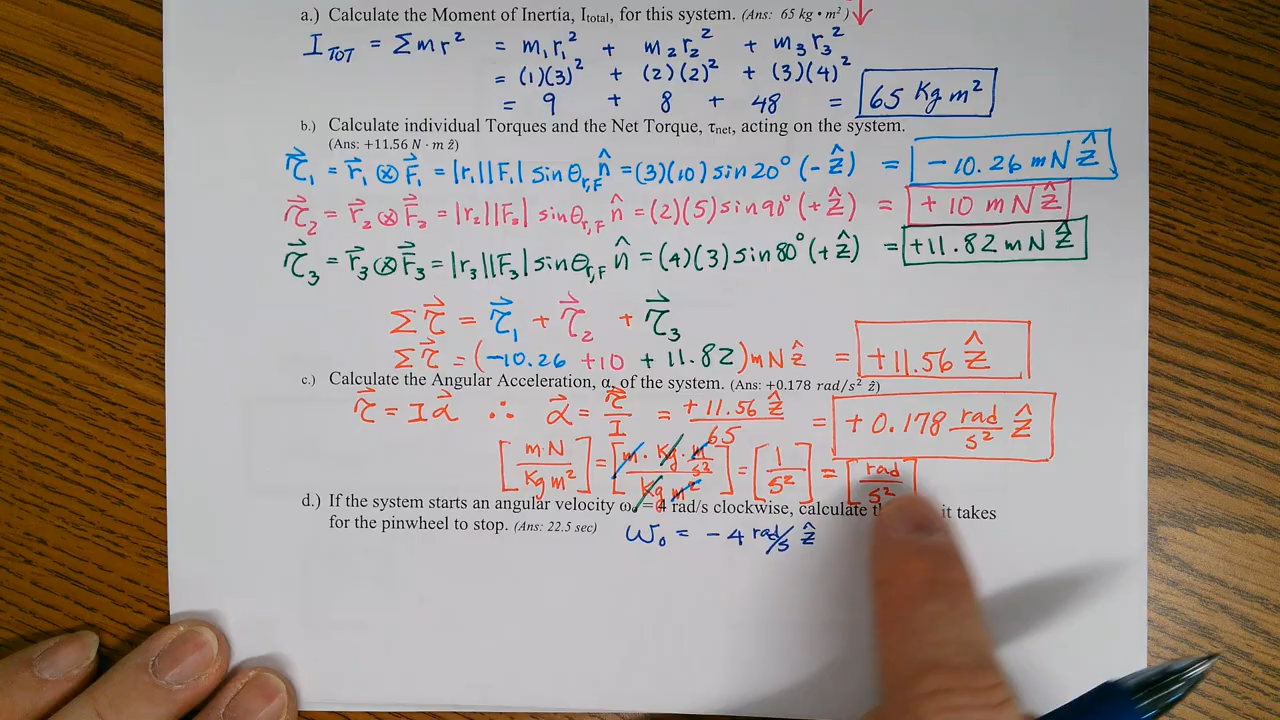 a.) Calculate the Moment of Inertia, I_total, for this system. (Ans: 65 kg • m²) ↓
I_TOT = Σmr² = m₁r₁² + m₂r₂² + m₃r₃²
= (1)(3)² + (2)(2)² + (3)(4)²
= 9 + 8 + 48 = 65 Kg m²
b.) Calculate individual Torques and the Net Torque, τ_net, acting on the system.
(Ans: +11.56 N · m ẑ)
τ⃗₁ = r⃗₁ ⊗ F⃗₁ = |r₁||F₁| sin θ_r,F n̂ = (3)(10) sin 20° (-ẑ) = -10.26 mN ẑ
τ⃗₂ = r⃗₂ ⊗ F⃗₂ = |r₂||F₂| sinθ_r,F n̂ = (2)(5) sin 90° (+ẑ) = +10 mN ẑ
τ⃗₃ = r⃗₃ ⊗ F⃗₃ = |r₃||F₃| sinθ_r,F n̂ = (4)(3) sin 80° (+ẑ) = +11.82 mN ẑ
Στ⃗ = τ⃗₁ + τ⃗₂ + τ⃗₃
Στ⃗ = (-10.26 +10 + 11.82) mN ẑ = +11.56 ẑ
c.) Calculate the Angular Acceleration, α, of the system. (Ans: +0.178 rad/s² ẑ)
τ⃗ = Iα⃗ ∴ α⃗ = τ⃗/I = +11.56 ẑ/65 = +0.178 rad/s² ẑ
[m·N/Kg m²] = [m · Kg · m/s²/Kg m²] = [1/s²] = [rad/s²]
d.) If the system starts an angular velocity ω₀ = 4 rad/s clockwise, calculate it takes
for the pinwheel to stop. (Ans: 22.5 sec) ω₀ = -4 rad/s ẑ